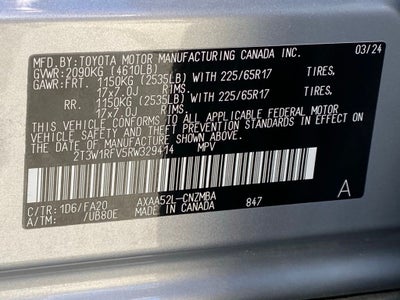 MFD.BY:TOYOTA MOTOR MANUFACTURING CANADA INC. 03/24
GVWR:2090KG (4610LB)
GAWR:FRT. 1150KG (2535LB) WITH 225/65R17 TIRES,
17x7.0J RIMS,
RR. 1150KG (2535LB) WITH 225/65R17 TIRES,
17x7.0J RIMS,
THIS VEHICLE CONFORMS TO ALL APPLICABLE FEDERAL MOTOR
VEHICLE SAFETY AND THEFT PREVENTION STANDARDS IN
EFFECT ON THE DATE OF MANUFACTURE SHOWN ABOVE.
2T3W1RFV5RW329414 MPV
C/TR:1D6/FA20 AXAA52L-CNZMBA A
TM: /UB80E MADE IN CANADA 847